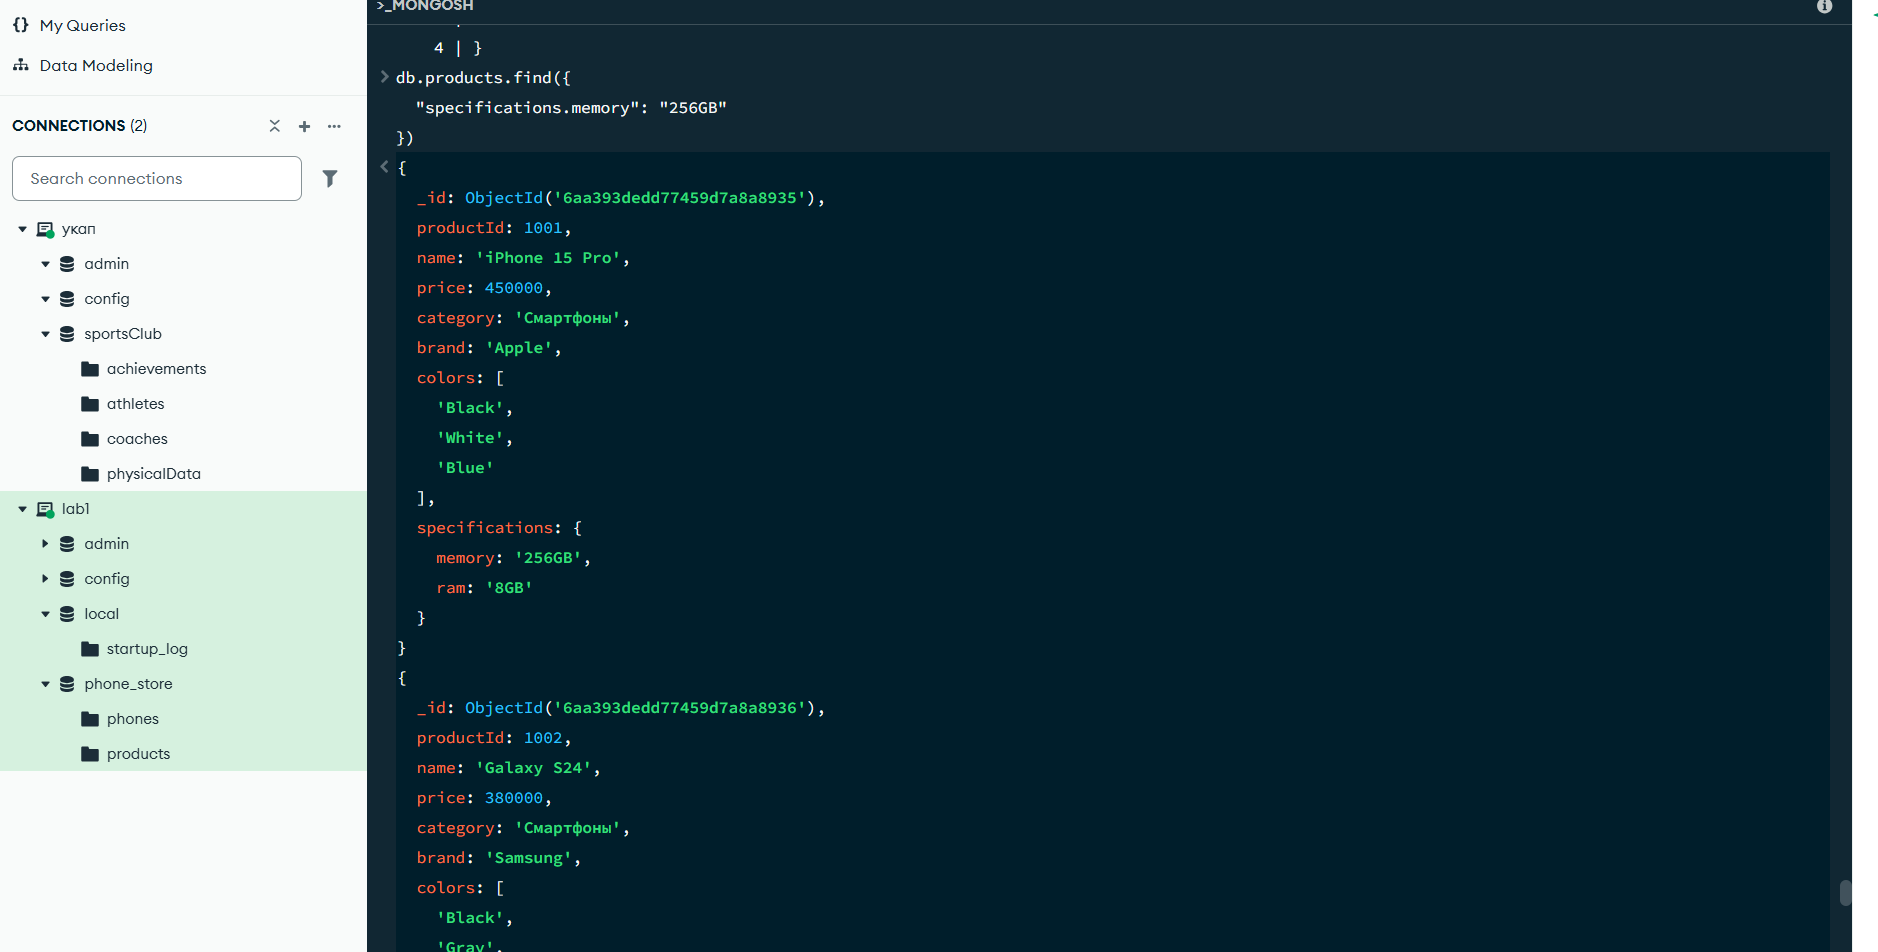 My Queries
Data Modeling
CONNECTIONS (2)
Search connections
укап
admin
config
sportsClub
achievements
athletes
coaches
physicalData
lab1
admin
config
local
startup_log
phone_store
phones
products
>_MONGOSH
4 | }
db.products.find({
"specifications.memory": "256GB"
})
{
_id: ObjectId('6aa393dedd77459d7a8a8935'),
productId: 1001,
name: 'iPhone 15 Pro',
price: 450000,
category: 'Смартфоны',
brand: 'Apple',
colors: [
'Black',
'White',
'Blue'
],
specifications: {
memory: '256GB',
ram: '8GB'
}
}
{
_id: ObjectId('6aa393dedd77459d7a8a8936'),
productId: 1002,
name: 'Galaxy S24',
price: 380000,
category: 'Смартфоны',
brand: 'Samsung',
colors: [
'Black',
'Gray',